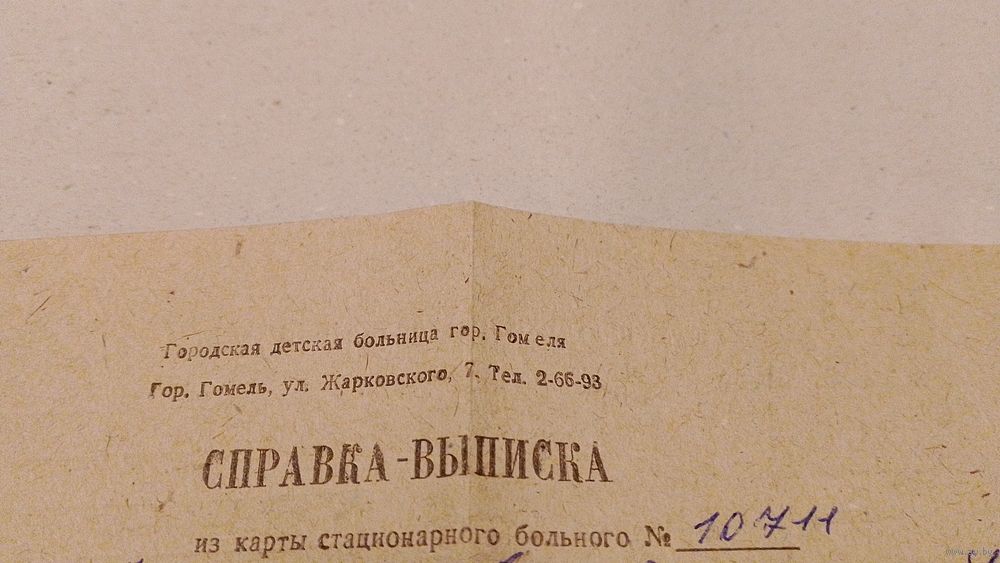 Городская детская больница гор. Гомеля
Гор. Гомель, ул. Жарковского, 7. Тел. 2-66-93
СПРАВКА-ВЫПИСКА
из карты стационарного больного № 10711